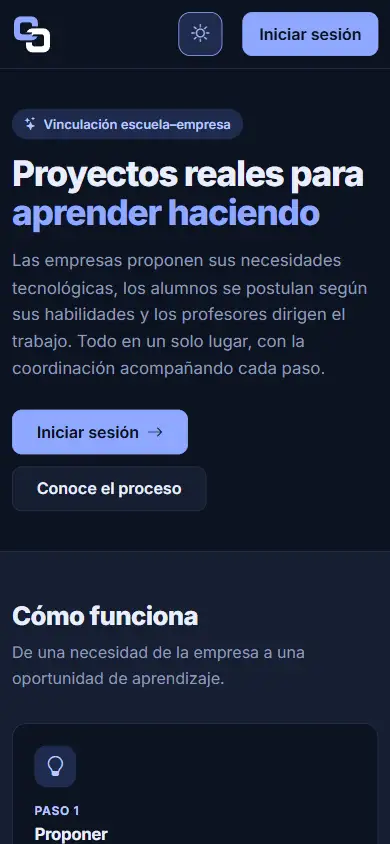 Iniciar sesión
Vinculación escuela–empresa
Proyectos reales para
aprender haciendo
Las empresas proponen sus necesidades
tecnológicas, los alumnos se postulan según
sus habilidades y los profesores dirigen el
trabajo. Todo en un solo lugar, con la
coordinación acompañando cada paso.
Iniciar sesión →
Conoce el proceso
Cómo funciona
De una necesidad de la empresa a una
oportunidad de aprendizaje.
PASO 1
Proponer